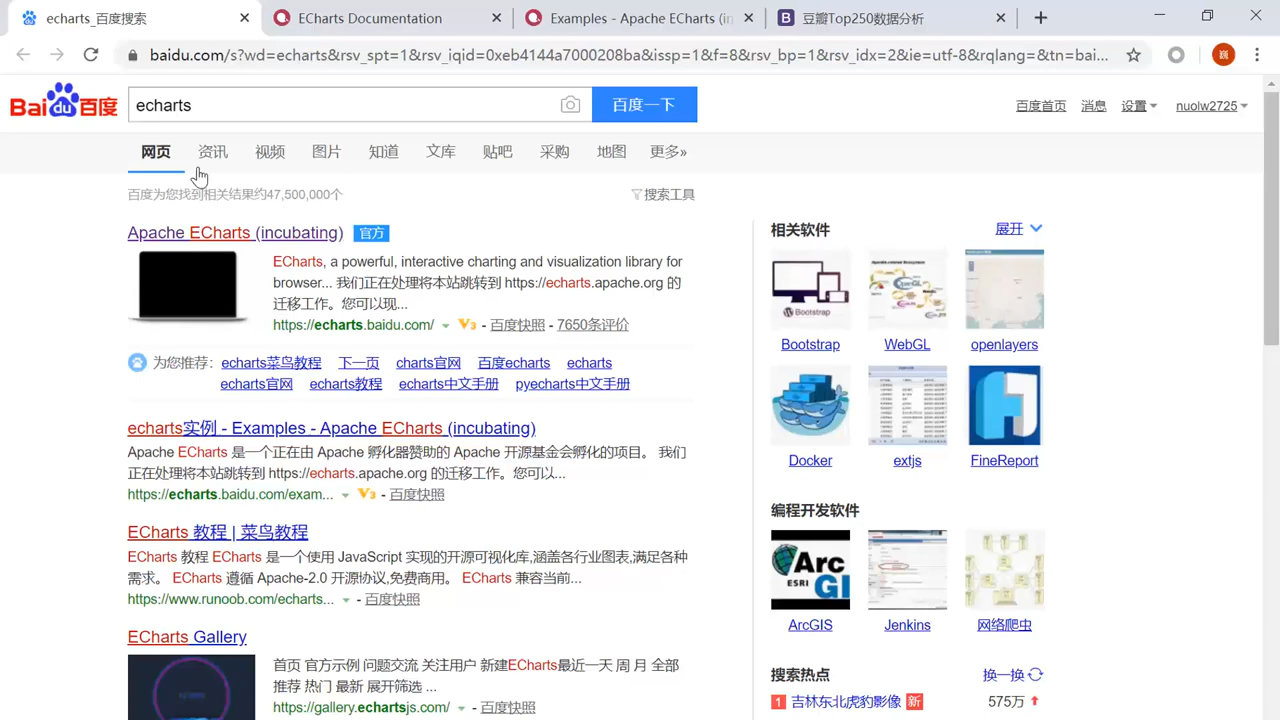 echarts_百度搜索
ECharts Documentation
Examples - Apache ECharts (in
豆瓣Top250数据分析
baidu.com/s?wd=echarts&rsv_spt=1&rsv_iqid=0xeb4144a7000208ba&issp=1&f=8&rsv_bp=1&rsv_idx=2&ie=utf-8&rqlang=&tn=bai...
巍
Bai du 百度
echarts
百度一下
百度首页 消息 设置 nuolw2725
网页 资讯 视频 图片 知道 文库 贴吧 采购 地图 更多»
百度为您找到相关结果约47,500,000个
搜索工具
Apache ECharts (incubating) 官方
ECharts, a powerful, interactive charting and visualization library for
browser... 我们正在处理将本站跳转到 https://echarts.apache.org 的
迁移工作。您可以现...
https://echarts.baidu.com/ V3 - 百度快照 - 7650条评价
为您推荐: echarts菜鸟教程 下一页 charts官网 百度echarts echarts
echarts官网 echarts教程 echarts中文手册 pyecharts中文手册
echarts实例 - Examples - Apache ECharts (incubating)
Apache ECharts 是一个正在由 Apache 孵化器赞助的 Apache 开源基金会孵化的项目。 我们
正在处理将本站跳转到 https://echarts.apache.org 的迁移工作。您可以...
https://echarts.baidu.com/exam... V3 - 百度快照
ECharts 教程 | 菜鸟教程
ECharts 教程 ECharts 是一个使用 JavaScript 实现的开源可视化库,涵盖各行业图表,满足各种
需求。 ECharts 遵循 Apache-2.0 开源协议,免费商用。 ECharts 兼容当前...
https://www.runoob.com/echarts... - 百度快照
ECharts Gallery
首页 官方示例 问题交流 关注用户 新建ECharts最近一天 周 月 全部
推荐 热门 最新 展开筛选 ...
https://gallery.echartsjs.com/ - 百度快照
相关软件
展开
Bootstrap
Bootstrap WebGL openlayers
Docker extjs FineReport
编程开发软件
Arc
ESRI GI
ArcGIS Jenkins 网络爬虫
搜索热点
换一换
1 吉林东北虎豹影像 新 575万